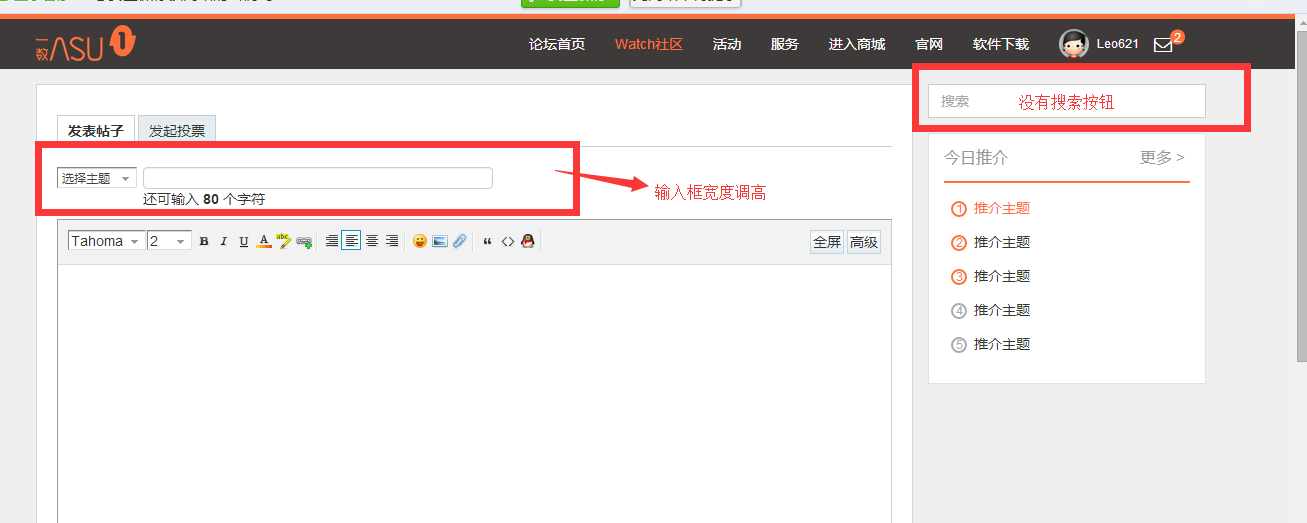 一数 ASU
论坛首页 Watch社区 活动 服务 进入商城 官网 软件下载 Leo621 2
搜索 没有搜索按钮
发表帖子 发起投票
今日推介 更多 >
选择主题
还可输入 80 个字符
输入框宽度调高
1 推介主题
2 推介主题
3 推介主题
4 推介主题
5 推介主题
Tahoma 2 B I U A abc “ <> 全屏 高级